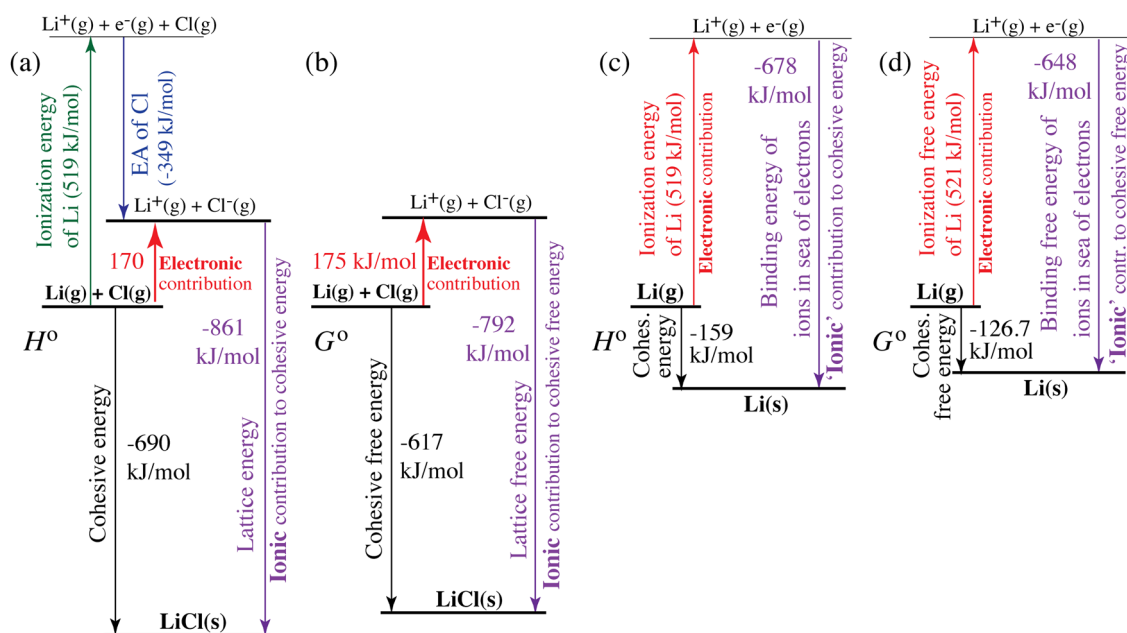 Li⁺(g) + e⁻(g) + Cl(g)
(a)
Ionization energy
of Li (519 kJ/mol)
EA of Cl
(-349 kJ/mol)
Li⁺(g) + Cl⁻(g)
170
Electronic
contribution
Li(g) + Cl(g)
H°
-861
kJ/mol
Cohesive energy
-690
kJ/mol
Lattice energy
Ionic contribution to cohesive energy
LiCl(s)
(b)
Li⁺(g) + Cl⁻(g)
175 kJ/mol
Electronic
contribution
Li(g) + Cl(g)
G°
-792
kJ/mol
Cohesive free energy
-617
kJ/mol
Lattice free energy
Ionic contribution to cohesive free energy
LiCl(s)
(c)
Li⁺(g) + e⁻(g)
-678
kJ/mol
Ionization energy
of Li (519 kJ/mol)
Electronic contribution
Binding energy of
ions in sea of electrons
'Ionic' contribution to cohesive energy
Li(g)
H°
Cohes.
energy
-159
kJ/mol
Li(s)
(d)
Li⁺(g) + e⁻(g)
-648
kJ/mol
Ionization free energy
of Li (521 kJ/mol)
Electronic contribution
Binding free energy of
ions in sea of electrons
'Ionic' contr. to cohesive free energy
Li(g)
G°
Cohes.
free energy
-126.7
kJ/mol
Li(s)